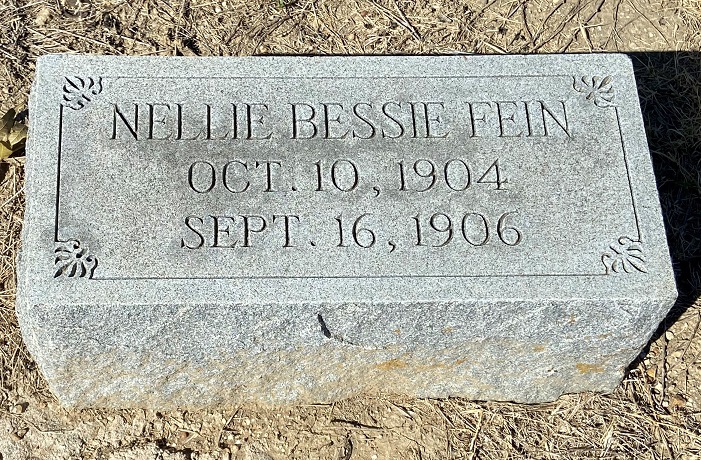 NELLIE BESSIE FEIN
OCT. 10, 1904
SEPT. 16, 1906